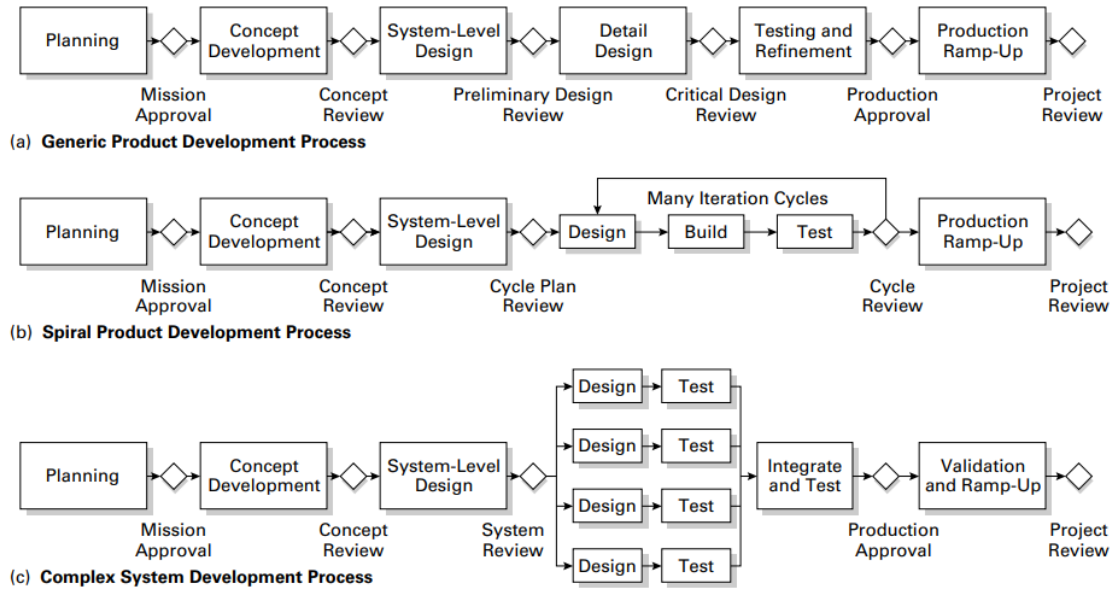 Planning
Concept
Development
System-Level
Design
Detail
Design
Testing and
Refinement
Production
Ramp-Up
Mission
Approval
Concept
Review
Preliminary Design
Review
Critical Design
Review
Production
Approval
Project
Review
(a) Generic Product Development Process
Many Iteration Cycles
Planning
Concept
Development
System-Level
Design
Design
Build
Test
Production
Ramp-Up
Mission
Approval
Concept
Review
Cycle Plan
Review
Cycle
Review
Project
Review
(b) Spiral Product Development Process
Design
Test
Design
Test
Planning
Concept
Development
System-Level
Design
Integrate
and Test
Validation
and Ramp-Up
Design
Test
Mission
Approval
Concept
Review
System
Review
Production
Approval
Project
Review
Design
Test
(c) Complex System Development Process